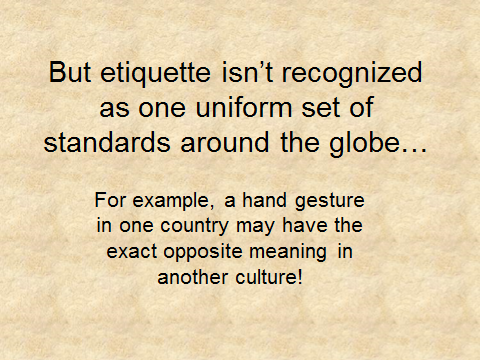 But etiquette isn’t recognized
as one uniform set of
standards around the globe…
For example, a hand gesture
in one country may have the
exact opposite meaning in
another culture!